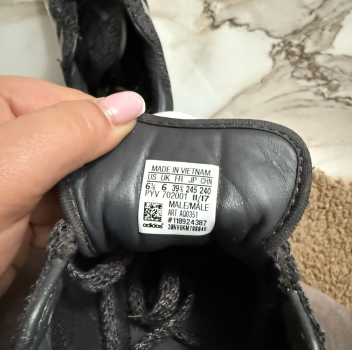 MADE IN VIETNAM
US UK FR JP CHN
6½ 6 39⅓ 245 240
PYV 702001 11/17
MALE/MÂLE
ART AQ0351
#118924387
adidas